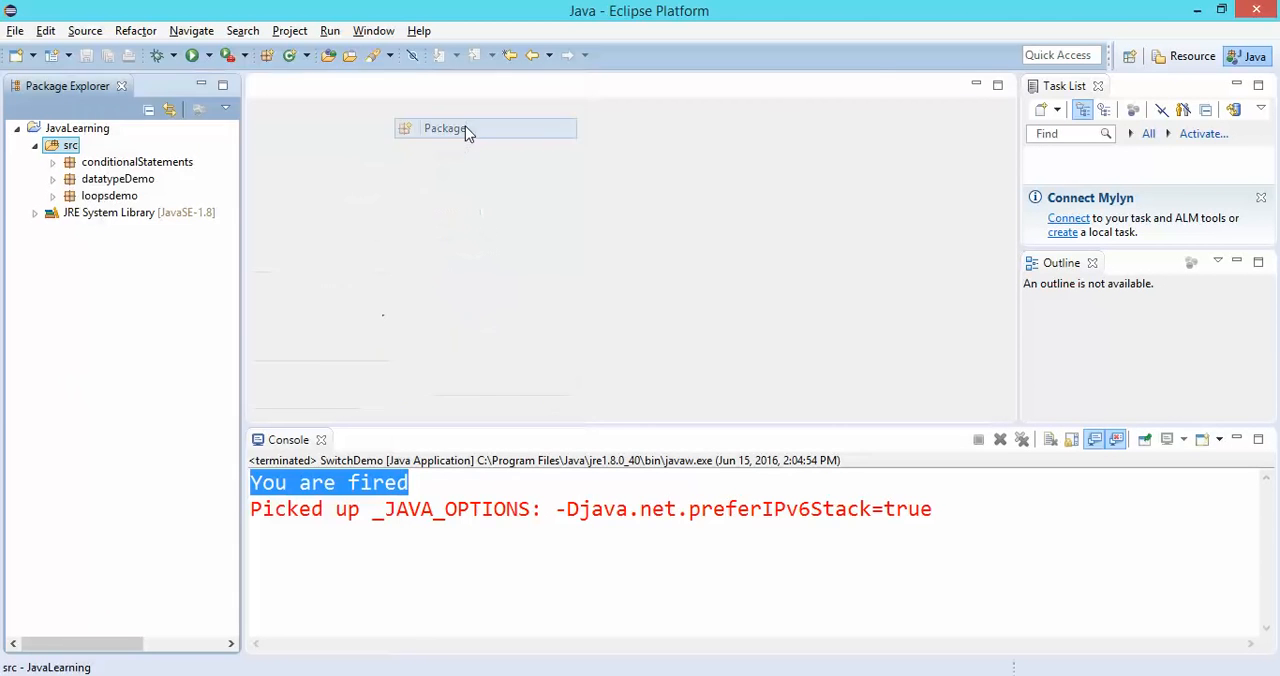 Java - Eclipse Platform
File Edit Source Refactor Navigate Search Project Run Window Help
Quick Access Resource Java
Package Explorer
Task List
Package
JavaLearning
src
conditionalStatements
datatypeDemo
loopsdemo
JRE System Library [JavaSE-1.8]
Find All Activate...
Connect Mylyn
Connect to your task and ALM tools or
create a local task.
Outline
An outline is not available.
Console
<terminated> SwitchDemo [Java Application] C:\Program Files\Java\jre1.8.0_40\bin\javaw.exe (Jun 15, 2016, 2:04:54 PM)
You are fired
Picked up _JAVA_OPTIONS: -Djava.net.preferIPv6Stack=true
src - JavaLearning